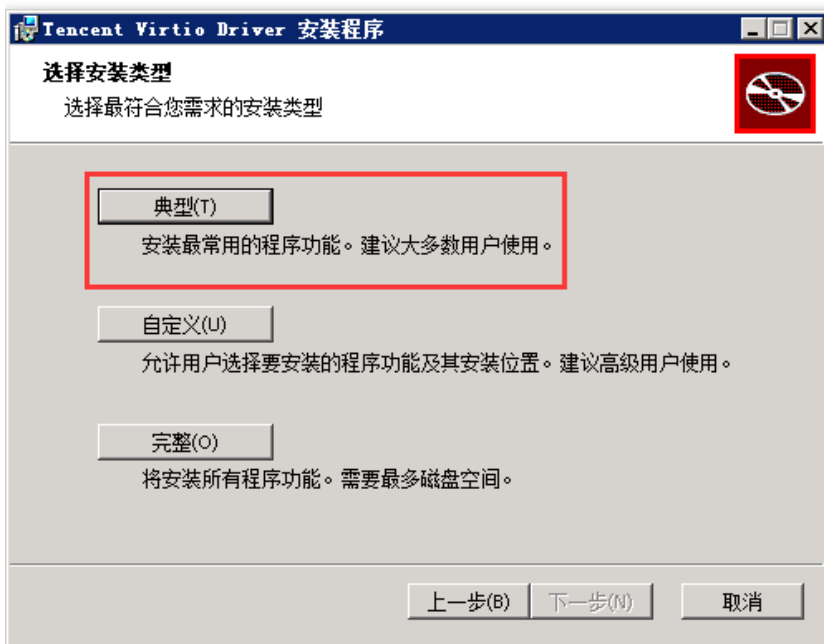 Tencent Virtio Driver 安装程序
选择安装类型
选择最符合您需求的安装类型
典型(T)
安装最常用的程序功能。建议大多数用户使用。
自定义(U)
允许用户选择要安装的程序功能及其安装位置。建议高级用户使用。
完整(O)
将安装所有程序功能。需要最多磁盘空间。
上一步(B) 下一步(N) 取消